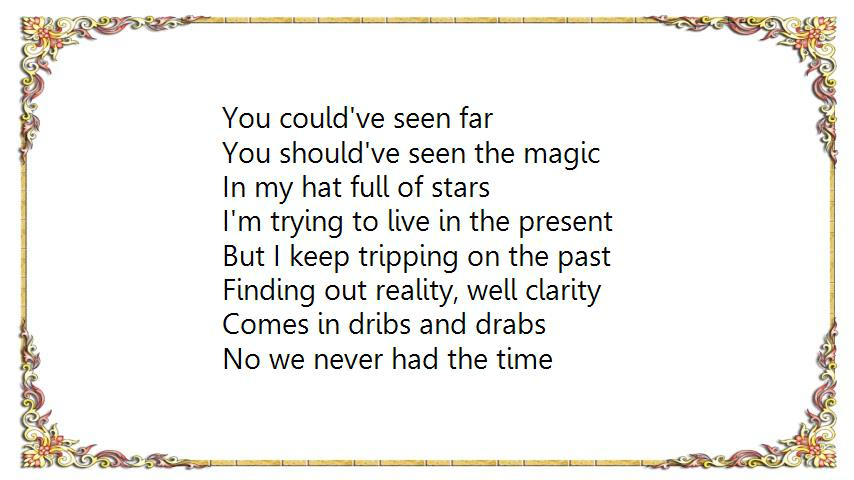 You could've seen far
You should've seen the magic
In my hat full of stars
I'm trying to live in the present
But I keep tripping on the past
Finding out reality, well clarity
Comes in dribs and drabs
No we never had the time